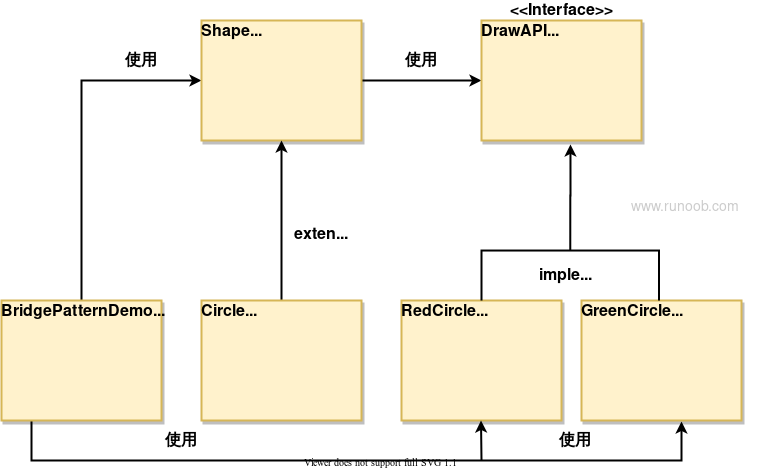 <<Interface>>
Shape...
DrawAPI...
使用
使用
www.runoob.com
exten...
imple...
BridgePatternDemo...
Circle...
RedCircle...
GreenCircle...
使用
使用
Viewer does not support full SVG 1.1